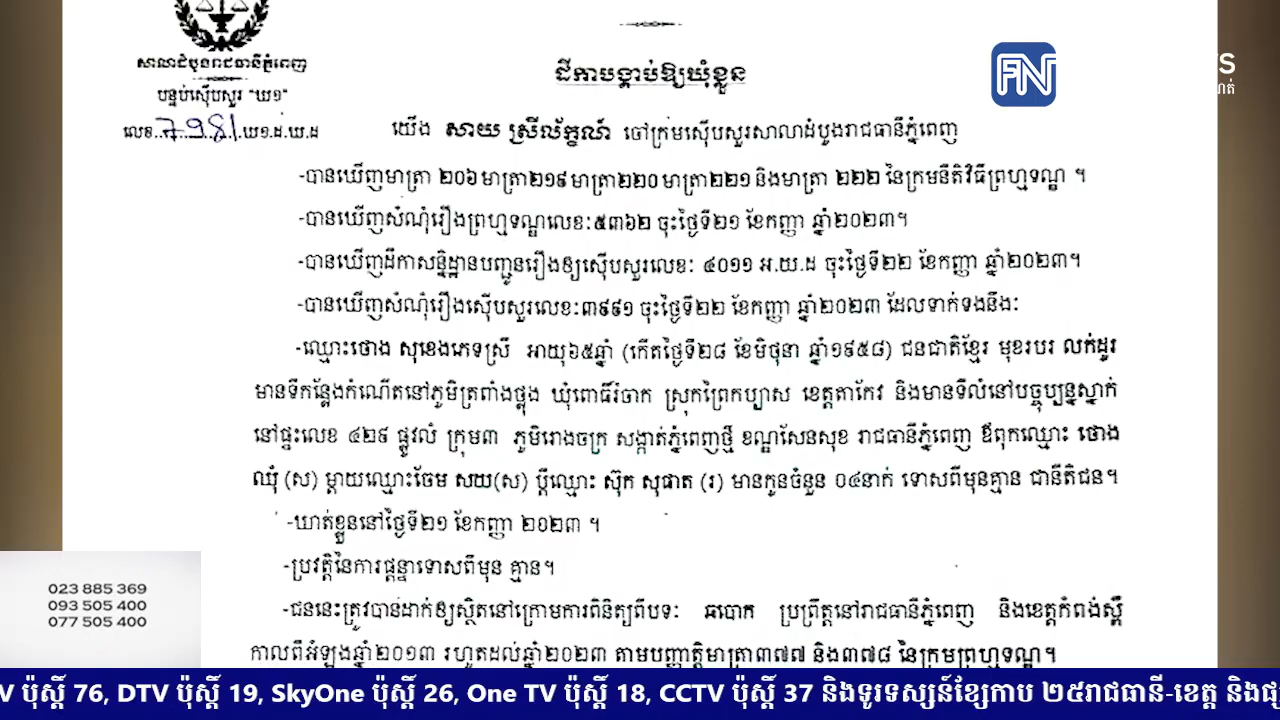 សាលាដំបូងរាជធានីភ្នំពេញ
បន្ទប់ស៊ើបសួរ "ឃ១"
លេខ..7981.ឃ១.ដ.ឃ.ដ
ដីកាបង្គាប់ឱ្យឃុំខ្លួន
FN
S
យើង សាយ ស្រីល័ក្ខណ៍ ចៅក្រមស៊ើបសួរសាលាដំបូងរាជធានីភ្នំពេញ
-បានឃើញមាត្រា ២០៦ មាត្រា២១៩ មាត្រា២២០ មាត្រា២២១ និងមាត្រា ២២២ នៃក្រមនីតិវិធីព្រហ្មទណ្ឌ ។
-បានឃើញសំណុំរឿងព្រហ្មទណ្ឌលេខៈ៥៣៦២ ចុះថ្ងៃទី២១ ខែកញ្ញា ឆ្នាំ២០២៣។
-បានឃើញដីកាសន្និដ្ឋានបញ្ជូនរឿងឲ្យស៊ើបសួរលេខៈ ៤០១១ អ.ឃ.ដ ចុះថ្ងៃទី២២ ខែកញ្ញា ឆ្នាំ២០២៣។
-បានឃើញសំណុំរឿងស៊ើបសួរលេខៈ៣៩៩១ ចុះថ្ងៃទី២២ ខែកញ្ញា ឆ្នាំ២០២៣ ដែលទាក់ទងនឹងៈ
-ឈ្មោះថោង សុខេងភេទស្រី អាយុ៦៥ឆ្នាំ (កើតថ្ងៃទី២៨ ខែមិថុនា ឆ្នាំ១៩៥៨) ជនជាតិខ្មែរ មុខរបរ លក់ដូរ
មានទីកន្លែងកំណើតនៅភូមិត្រពាំងថ្លុង ឃុំពោធិ៍រំចាក ស្រុកព្រៃកប្បាស ខេត្តតាកែវ និងមានទីលំនៅបច្ចុប្បន្នស្នាក់
នៅផ្ទះលេខ ៤២៩ ផ្លូវលំ ក្រុម៣ ភូមិរោងចក្រ សង្កាត់ភ្នំពេញថ្មី ខណ្ឌសែនសុខ រាជធានីភ្នំពេញ ឪពុកឈ្មោះ ថោង
ឈុំ (ស) ម្តាយឈ្មោះចែម សយ(ស) ប្តីឈ្មោះ ស៊ុក សុផាត (រ) មានកូនចំនួន ០៤នាក់ ទោសពីមុនគ្មាន ជានីតិជន។
-ឃាត់ខ្លួននៅថ្ងៃទី២១ ខែកញ្ញា ២០២៣ ។
-ប្រវត្តិនៃការផ្តន្ទាទោសពីមុន គ្មាន។
-ជននេះត្រូវបានដាក់ឲ្យស្ថិតនៅក្រោមការពិនិត្យពីបទៈ ឆបោក ប្រព្រឹត្តនៅរាជធានីភ្នំពេញ និងខេត្តកំពង់ស្ពឺ
កាលពីអំឡុងឆ្នាំ២០១៣ រហូតដល់ឆ្នាំ២០២៣ តាមបញ្ញាត្តិមាត្រា៣៧៧ និង៣៧៨ នៃក្រមព្រហ្មទណ្ឌ។
023 885 369
093 505 400
077 505 400
V ប៉ុស្តិ៍ 76, DTV ប៉ុស្តិ៍ 19, SkyOne ប៉ុស្តិ៍ 26, One TV ប៉ុស្តិ៍ 18, CCTV ប៉ុស្តិ៍ 37 និងទូរទស្សន៍ខ្សែកាប ២៥រាជធានី-ខេត្ត និងផ្ស